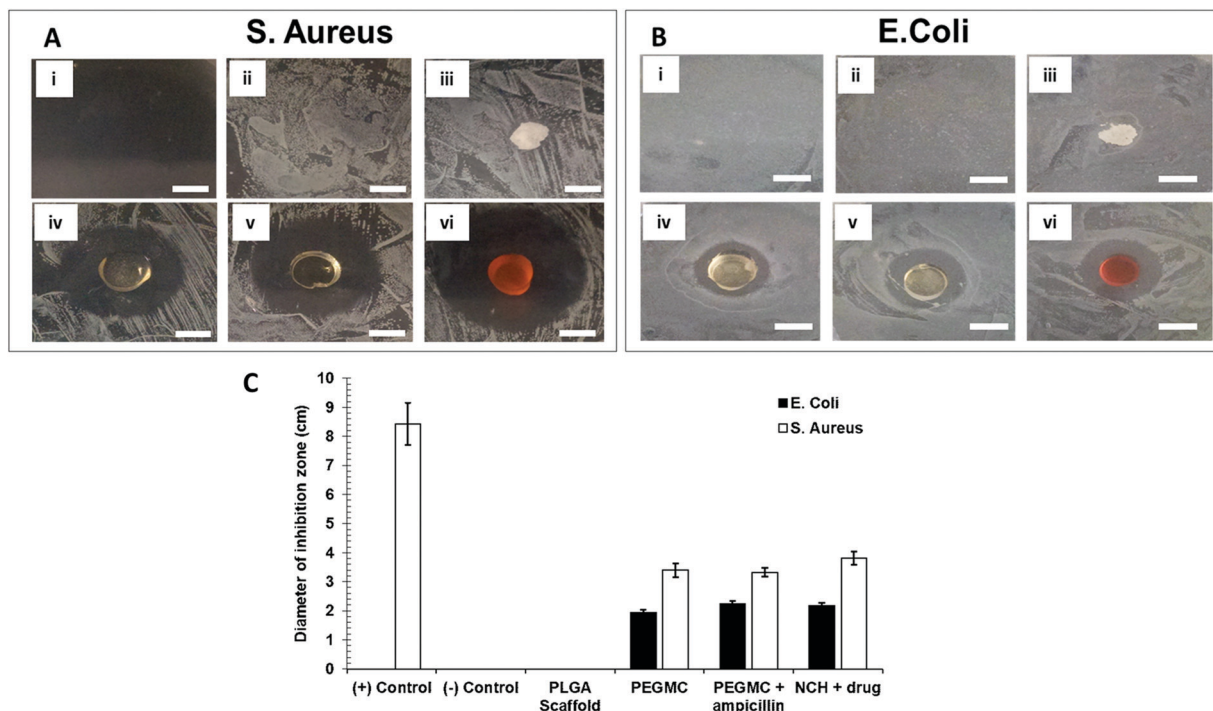 A
S. Aureus
i
ii
iii
iv
v
vi
B
E.Coli
i
ii
iii
iv
v
vi
C
Diameter of inhibition zone (cm)
10
9
8
7
6
5
4
3
2
1
0
E. Coli
S. Aureus
(+) Control
(-) Control
PLGA
Scaffold
PEGMC
PEGMC +
ampicillin
NCH + drug